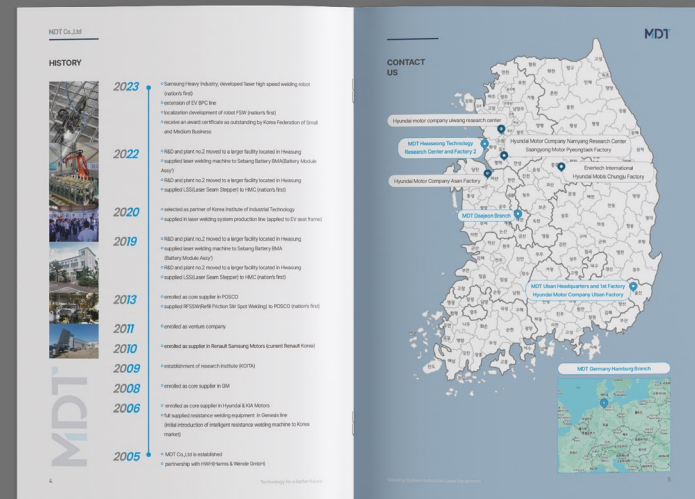 MDT Co.,Ltd
HISTORY
2023
Samsung Heavy Industry, developed laser high speed welding robot
(nation's first)
extension of EV BPC line
localization development of robot FSW (nation's first)
receive an award certificate as outstanding by Korea Federation of Small
and Medium Business
2022
R&D and plant no.2 moved to a larger facility located in Hwasung
supplied laser welding machine to Sebang Battery BMA(Battery Module
Assy')
R&D and plant no.2 moved to a larger facility located in Hwasung
supplied LSS(Laser Seam Stepper) to HMC (nation's first)
2020
selected as partner of Korea Institute of Industrial Technology
supplied in laser welding system production line (applied to EV seat frame)
2019
R&D and plant no.2 moved to a larger facility located in Hwasung
supplied laser welding machine to Sebang Battery BMA
(Battery Module Assy')
R&D and plant no.2 moved to a larger facility located in Hwasung
supplied LSS(Laser Seam Stepper) to HMC (nation's first)
2013
enrolled as core supplier in POSCO
supplied RFSSW(Refill Friction Stir Spot Welding) to POSCO (nation's first)
2011
enrolled as venture company
2010
enrolled as supplier in Renault Samsung Motors (current Renault Korea)
2009
establishment of research institute (KOITA)
2008
enrolled as core supplier in GM
2006
enrolled as core supplier in Hyundai & KIA Motors
full supplied resistance welding equipment in Genesis line
(initial introduction of intelligent resistance welding machine to Korea
market)
2005
MDT Co.,Ltd is established
partnership with HWH(Harms & Wende GmbH)
MDT
4
Technology for a better future
MDT
CONTACT
US
Hyundai motor company uiwang research center
MDT Hwaseong Technology
Research Center and Factory 2
Hyundai Motor Company Namyang Research Center
Ssangyong Motor Pyeongtaek Factory
Hyundai Motor Company Asan Factory
Enertech International
Hyundai Mobis Chungju Factory
MDT Daejeon Branch
MDT Ulsan Headquarters and 1st Factory
Hyundai Motor Company Ulsan Factory
MDT Germany Hamburg Branch
5